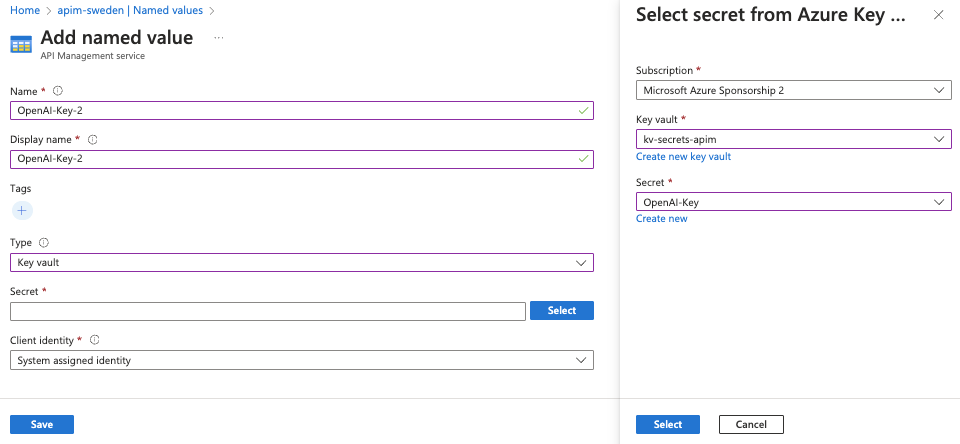 Home > apim-sweden | Named values >
Add named value ...
API Management service
Name *
OpenAI-Key-2
Display name *
OpenAI-Key-2
Tags
+
Type
Key vault
Secret *
Select
Client identity *
System assigned identity
Save
Select secret from Azure Key ...
Subscription *
Microsoft Azure Sponsorship 2
Key vault *
kv-secrets-apim
Create new key vault
Secret *
OpenAI-Key
Create new
Select Cancel